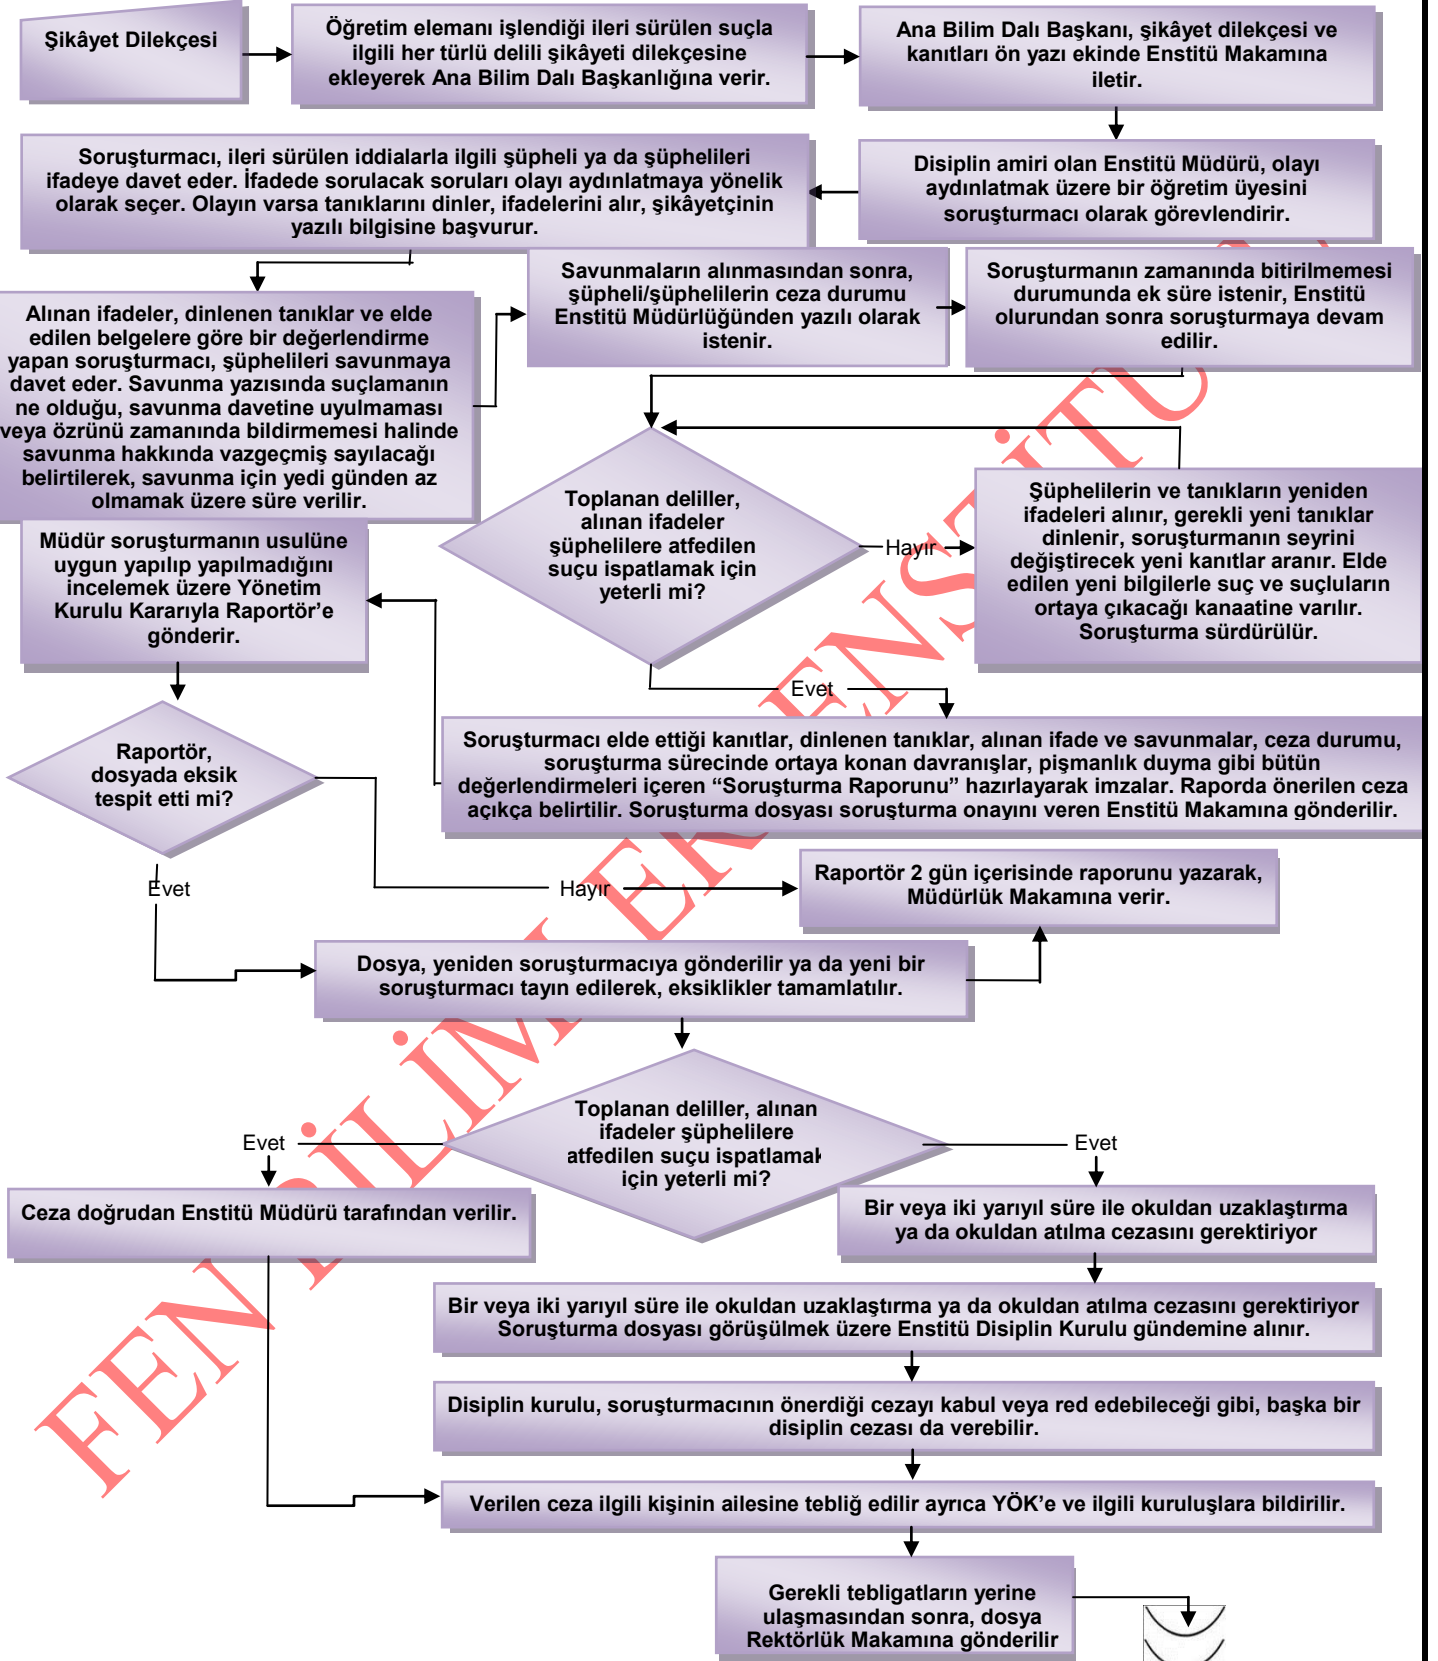 Şikâyet Dilekçesi
Öğretim elemanı işlendiği ileri sürülen suçla
ilgili her türlü delili şikâyeti dilekçesine
ekleyerek Ana Bilim Dalı Başkanlığına verir.
Ana Bilim Dalı Başkanı, şikâyet dilekçesi ve
kanıtları ön yazı ekinde Enstitü Makamına
iletir.
Disiplin amiri olan Enstitü Müdürü, olayı
aydınlatmak üzere bir öğretim üyesini
soruşturmacı olarak görevlendirir.
Soruşturmacı, ileri sürülen iddialarla ilgili şüpheli ya da şüphelileri
ifadeye davet eder. İfadede sorulacak soruları olayı aydınlatmaya yönelik
olarak seçer. Olayın varsa tanıklarını dinler, ifadelerini alır, şikâyetçinin
yazılı bilgisine başvurur.
Alınan ifadeler, dinlenen tanıklar ve elde
edilen belgelere göre bir değerlendirme
yapan soruşturmacı, şüphelileri savunmaya
davet eder. Savunma yazısında suçlamanın
ne olduğu, savunma davetine uyulmaması
veya özrünü zamanında bildirmemesi halinde
savunma hakkında vazgeçmiş sayılacağı
belirtilerek, savunma için yedi günden az
olmamak üzere süre verilir.
Savunmaların alınmasından sonra,
şüpheli/şüphelilerin ceza durumu
Enstitü Müdürlüğünden yazılı olarak
istenir.
Soruşturmanın zamanında bitirilmemesi
durumunda ek süre istenir, Enstitü
olurundan sonra soruşturmaya devam
edilir.
Toplanan deliller,
alınan ifadeler
şüphelilere atfedilen
suçu ispatlamak için
yeterli mi?
Hayır
Şüphelilerin ve tanıkların yeniden
ifadeleri alınır, gerekli yeni tanıklar
dinlenir, soruşturmanın seyrini
değiştirecek yeni kanıtlar aranır. Elde
edilen yeni bilgilerle suç ve suçluların
ortaya çıkacağı kanaatine varılır.
Soruşturma sürdürülür.
Evet
Soruşturmacı elde ettiği kanıtlar, dinlenen tanıklar, alınan ifade ve savunmalar, ceza durumu,
soruşturma sürecinde ortaya konan davranışlar, pişmanlık duyma gibi bütün
değerlendirmeleri içeren “Soruşturma Raporunu” hazırlayarak imzalar. Raporda önerilen ceza
açıkça belirtilir. Soruşturma dosyası soruşturma onayını veren Enstitü Makamına gönderilir.
Müdür soruşturmanın usulüne
uygun yapılıp yapılmadığını
incelemek üzere Yönetim
Kurulu Kararıyla Raportör’e
gönderir.
Raportör,
dosyada eksik
tespit etti mi?
Evet
Hayır
Raportör 2 gün içerisinde raporunu yazarak,
Müdürlük Makamına verir.
Dosya, yeniden soruşturmacıya gönderilir ya da yeni bir
soruşturmacı tayin edilerek, eksiklikler tamamlatılır.
Toplanan deliller, alınan
ifadeler şüphelilere
atfedilen suçu ispatlamak
için yeterli mi?
Evet
Evet
Ceza doğrudan Enstitü Müdürü tarafından verilir.
Bir veya iki yarıyıl süre ile okuldan uzaklaştırma
ya da okuldan atılma cezasını gerektiriyor
Bir veya iki yarıyıl süre ile okuldan uzaklaştırma ya da okuldan atılma cezasını gerektiriyor
Soruşturma dosyası görüşülmek üzere Enstitü Disiplin Kurulu gündemine alınır.
Disiplin kurulu, soruşturmacının önerdiği cezayı kabul veya red edebileceği gibi, başka bir
disiplin cezası da verebilir.
Verilen ceza ilgili kişinin ailesine tebliğ edilir ayrıca YÖK’e ve ilgili kuruluşlara bildirilir.
Gerekli tebligatların yerine
ulaşmasından sonra, dosya
Rektörlük Makamına gönderilir
FEN BİLİMLERİ ENSTİTÜ